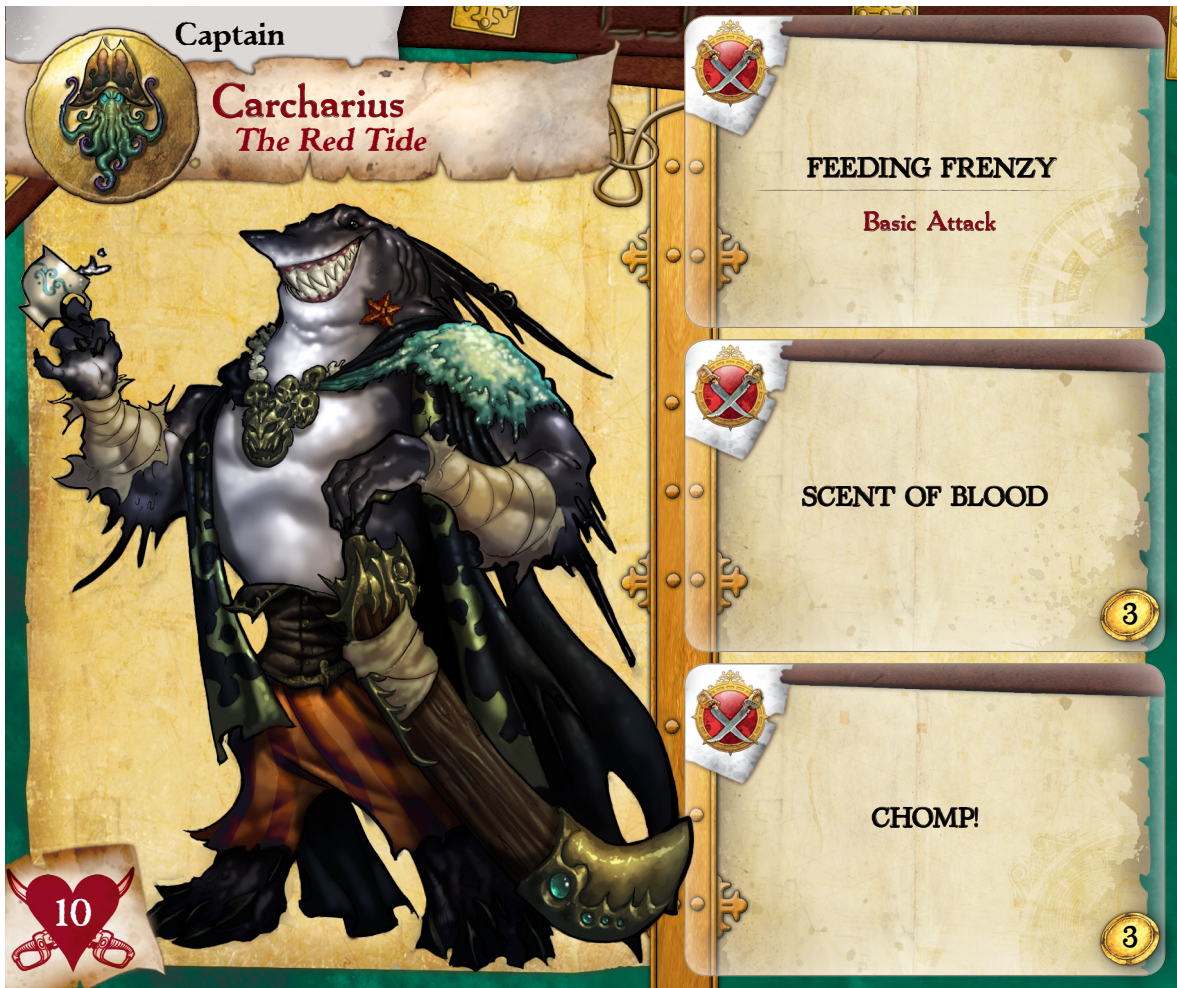 Captain
Carcharius
The Red Tide
10
FEEDING FRENZY
Basic Attack
SCENT OF BLOOD
3
CHOMP!
3